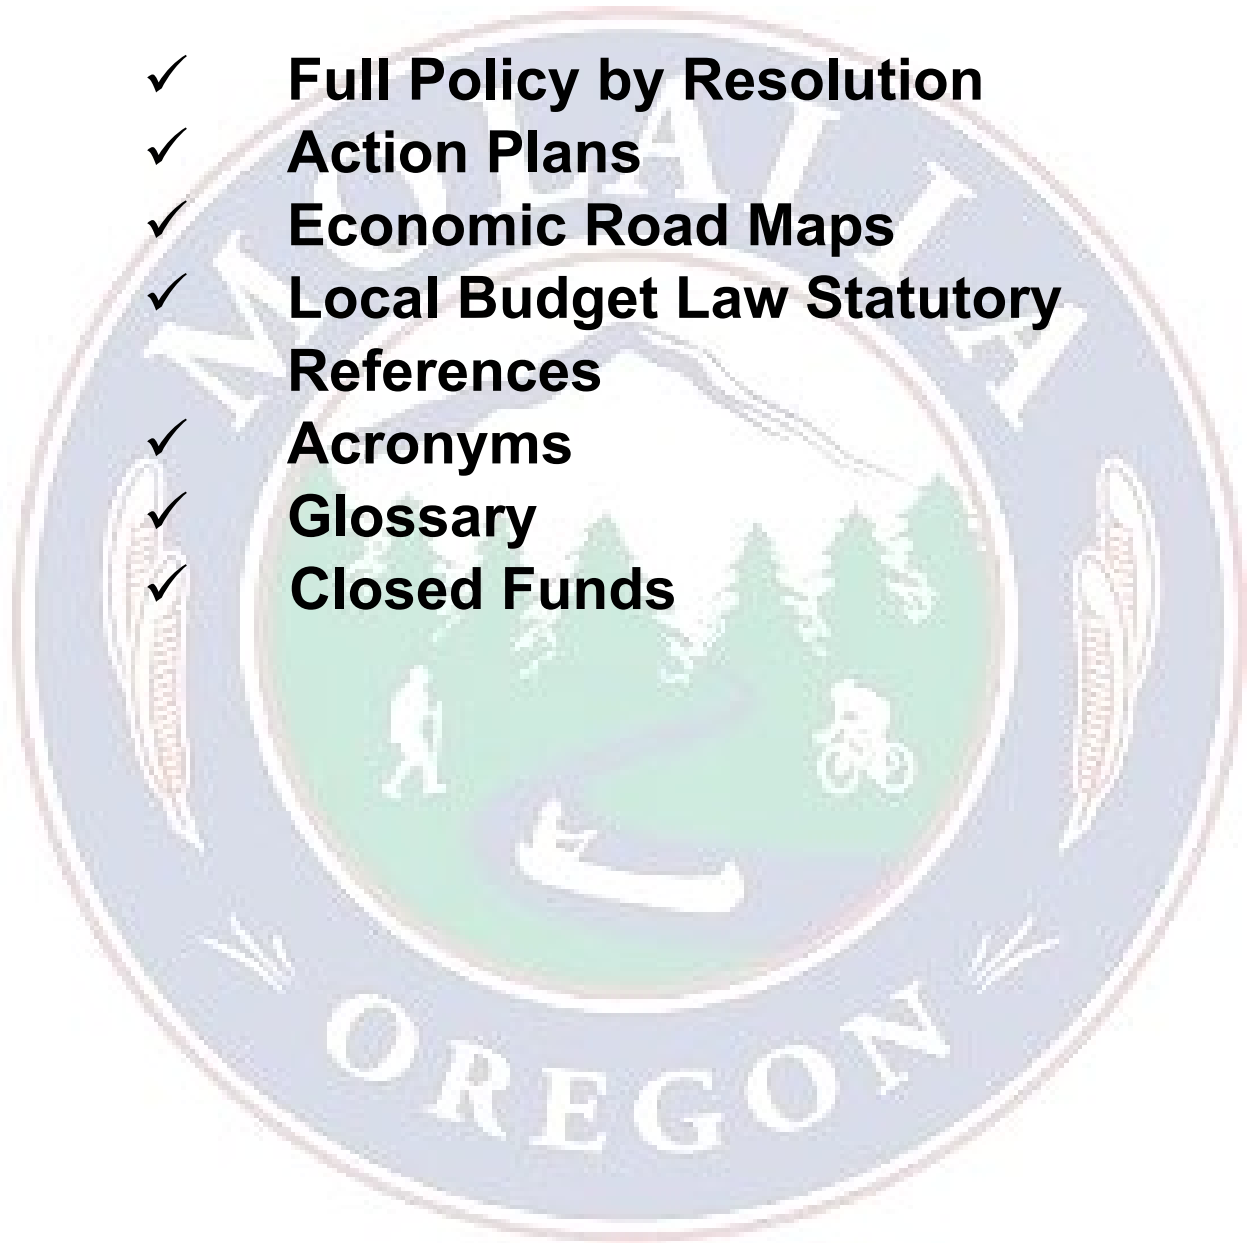 ✓ Full Policy by Resolution
✓ Action Plans
✓ Economic Road Maps
✓ Local Budget Law Statutory
References
✓ Acronyms
✓ Glossary
✓ Closed Funds
MOLALLA
OREGON